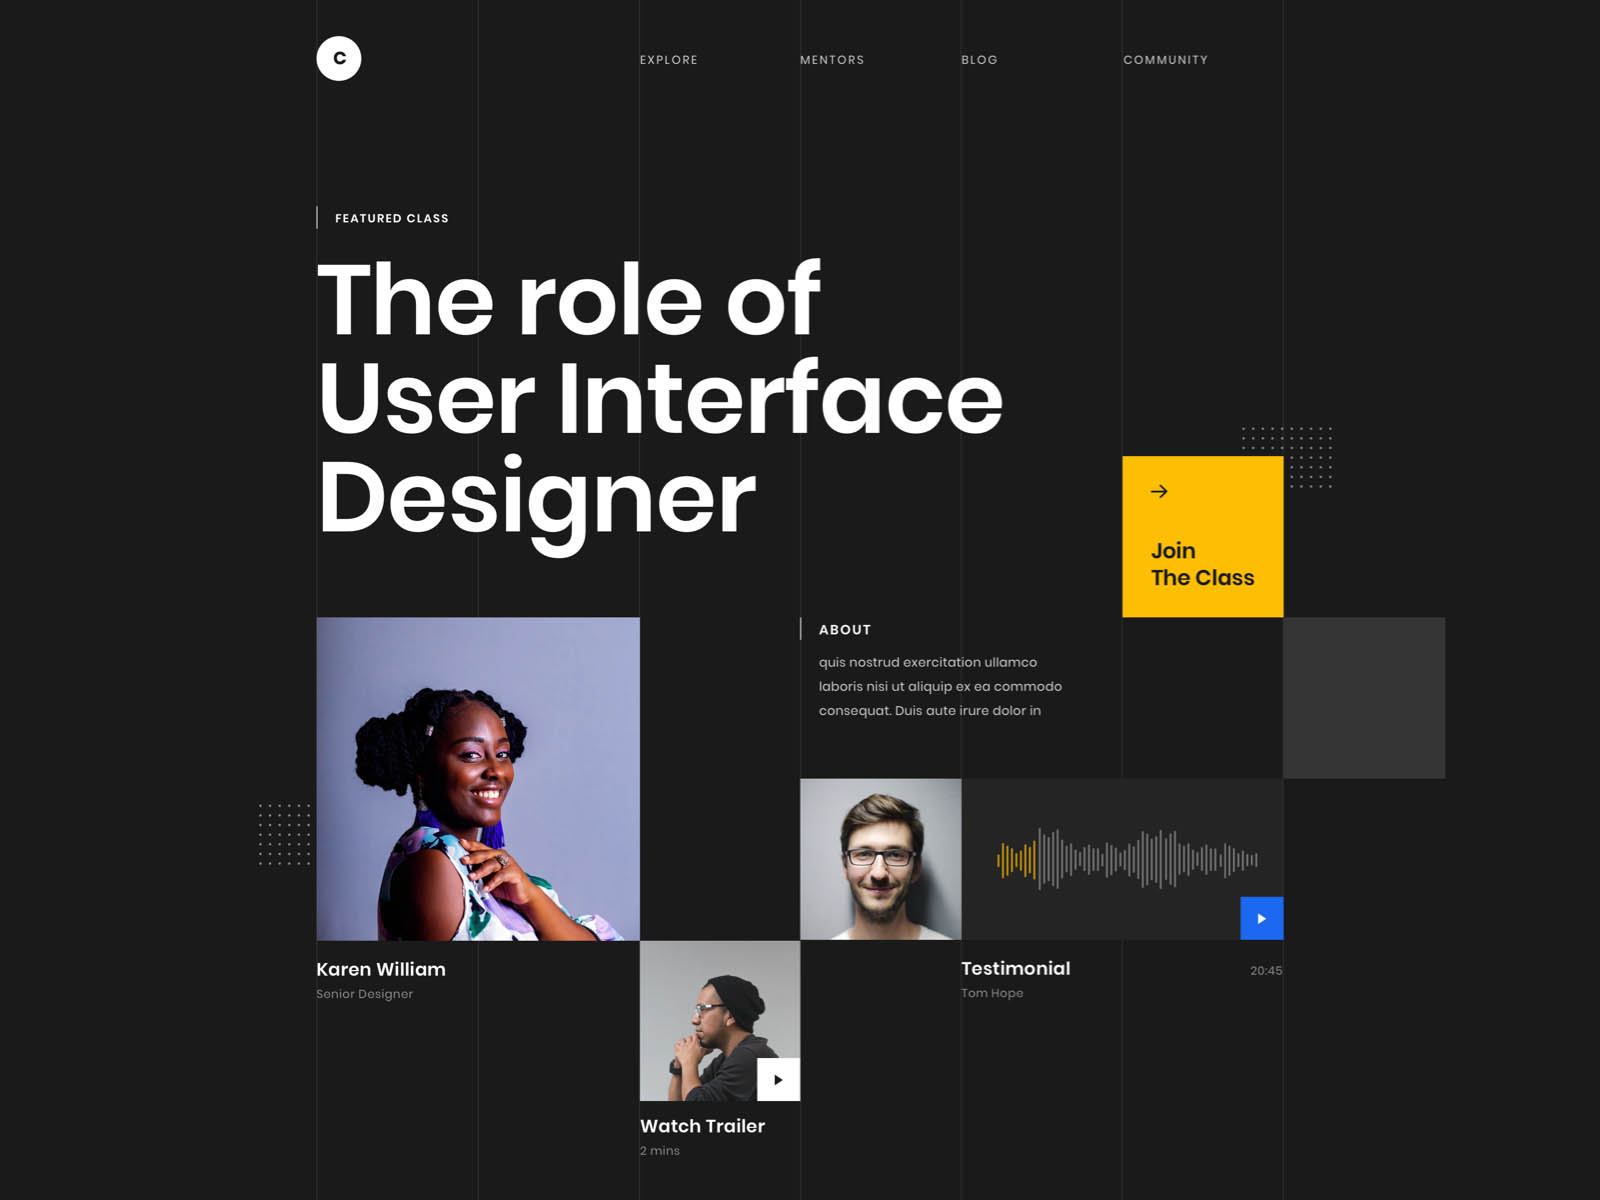 C
EXPLORE
MENTORS
BLOG
COMMUNITY
FEATURED CLASS
The role of
User Interface
Designer
Join
The Class
ABOUT
quis nostrud exercitation ullamco
laboris nisi ut aliquip ex ea commodo
consequat. Duis aute irure dolor in
Karen William
Senior Designer
Testimonial
20:45
Tom Hope
Watch Trailer
2 mins